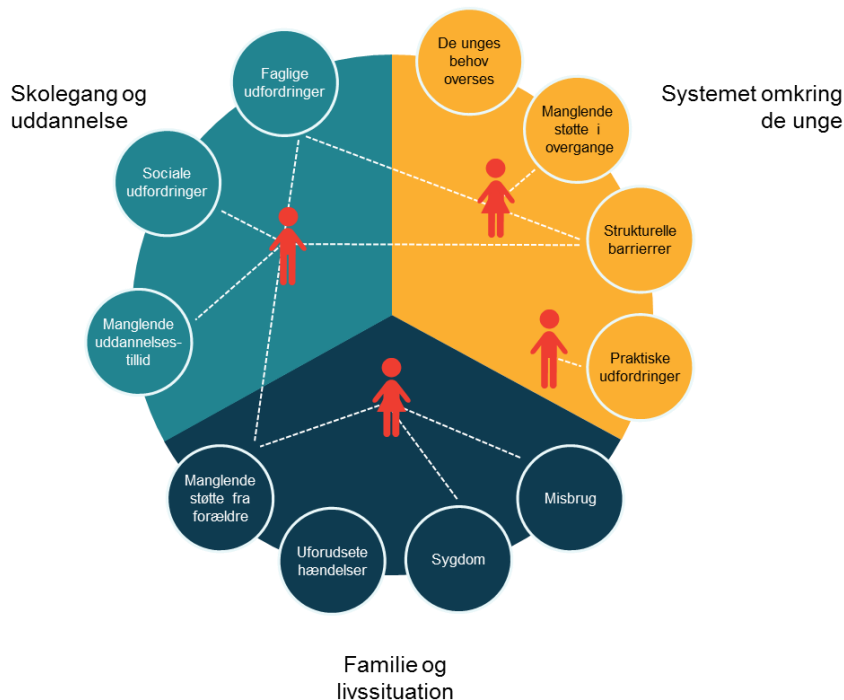 Skolegang og
uddannelse
Systemet omkring
de unge
Faglige
udfordringer
Sociale
udfordringer
Manglende
uddannelses-
tillid
De unges
behov
overses
Manglende
støtte i
overgange
Strukturelle
barrierrer
Praktiske
udfordringer
Manglende
støtte fra
forældre
Uforudsete
hændelser
Sygdom
Misbrug
Familie og
livssituation